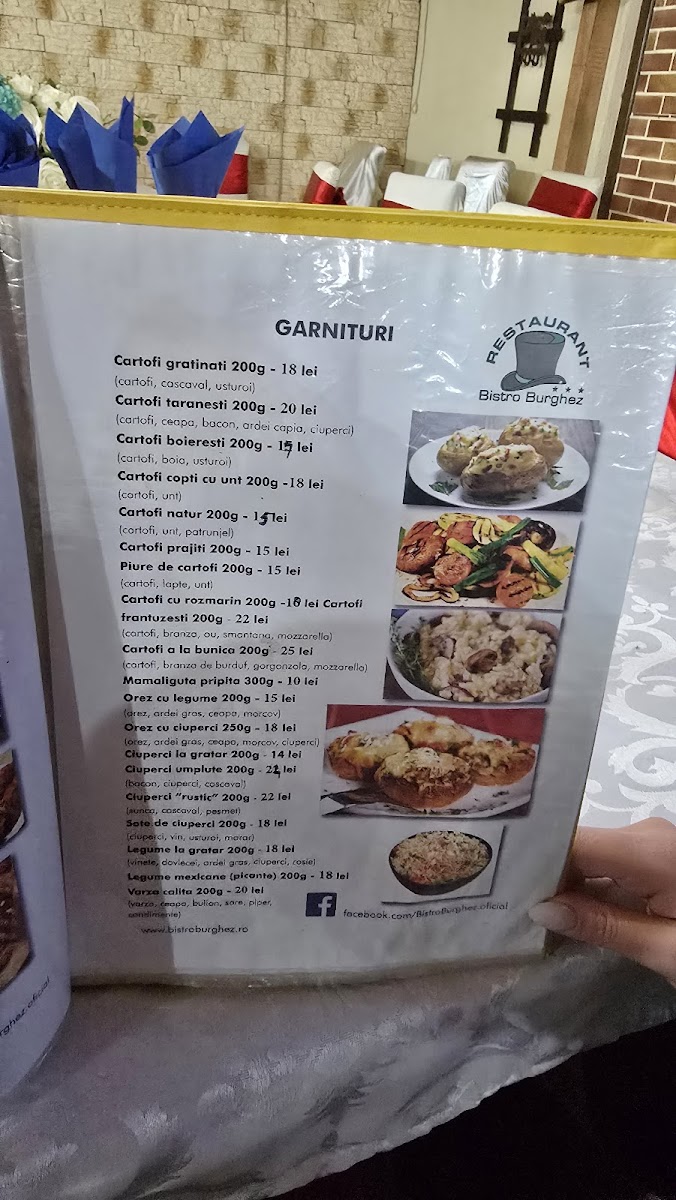 GARNITURI
RESTAURANT
Bistro Burghez
Cartofi gratinati 200g - 18 lei
(cartofi, cascaval, usturoi)
Cartofi taranesti 200g - 20 lei
(cartofi, ceapa, bacon, ardei capia, ciuperci)
Cartofi boieresti 200g - 17 lei
(cartofi, boia, usturoi)
Cartofi copti cu unt 200g -18 lei
(cartofi, unt)
Cartofi natur 200g - 15 lei
(cartofi, unt, patrunjel)
Cartofi prajiti 200g - 15 lei
Piure de cartofi 200g - 15 lei
(cartofi, lapte, unt)
Cartofi cu rozmarin 200g -18 lei Cartofi
frantuzesti 200g - 22 lei
(cartofi, branza, ou, smantana, mozzarella)
Cartofi a la bunica 200g - 25 lei
(cartofi, branza de burduf, gorgonzola, mozzarella)
Mamaliguta pripita 300g - 10 lei
Orez cu legume 200g - 15 lei
(orez, ardei gras, ceapa, morcov)
Orez cu ciuperci 250g - 18 lei
(orez, ardei gras, ceapa, morcov, ciuperci)
Ciuperci la gratar 200g - 14 lei
Ciuperci umplute 200g - lei
(bacon, ciuperci, cascaval)
Ciuperci "rustic" 200g - 22 lei
(sunca, cascaval, pesmet)
Sote de ciuperci 200g - 18 lei
(ciuperci, vin, usturoi, marar)
Legume la gratar 200g - 18 lei
(vinete, dovlecei, ardei gras, ciuperci, rosie)
Legume mexicane (picante) 200g - 18 lei
Varza calita 200g - 20 lei
(varza, ceapa, bulion, sare, piper,
condimente)
www.bistroburghez.ro
facebook.com/BistroBurghez.oficial